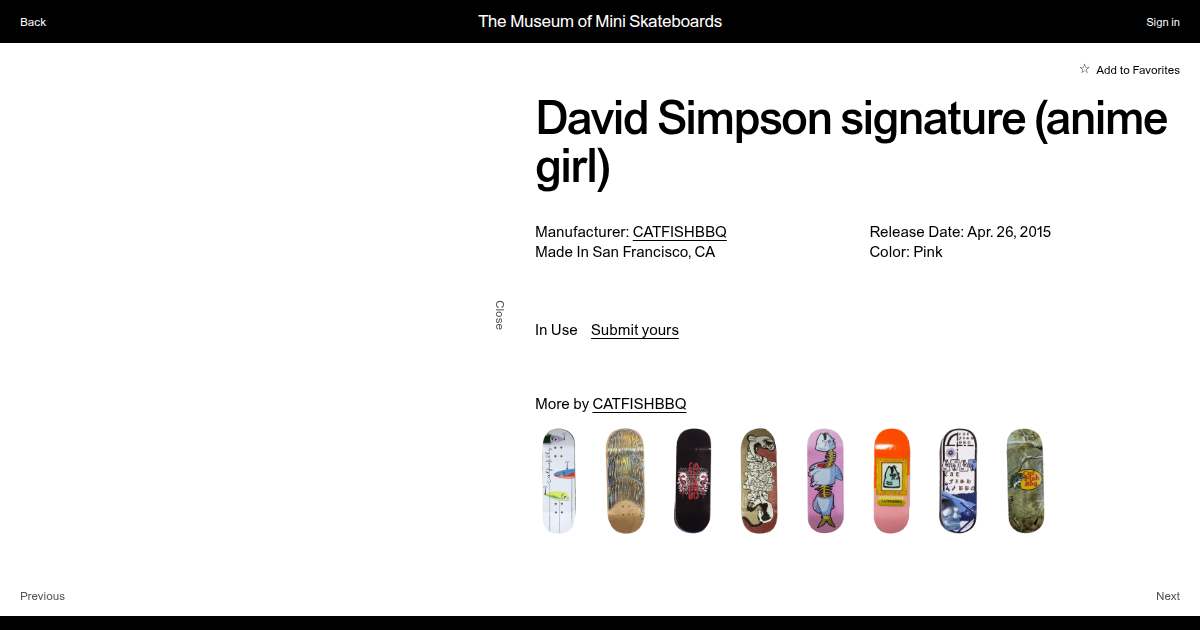 Back
The Museum of Mini Skateboards
Sign in
☆ Add to Favorites
David Simpson signature (anime
girl)
Manufacturer: CATFISHBBQ
Made In San Francisco, CA
Release Date: Apr. 26, 2015
Color: Pink
Close
In Use Submit yours
More by CATFISHBBQ
Previous
Next